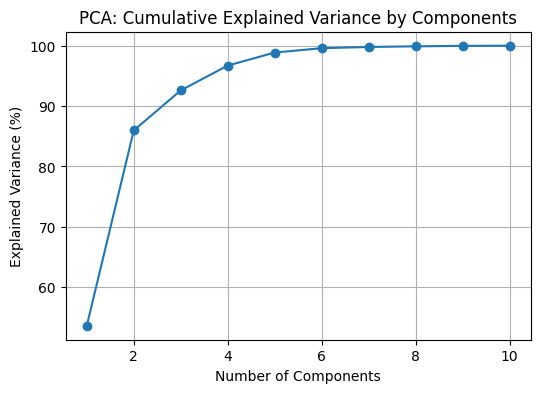 PCA: Cumulative Explained Variance by Components
Explained Variance (%)
100
90
80
70
60
2 4 6 8 10
Number of Components